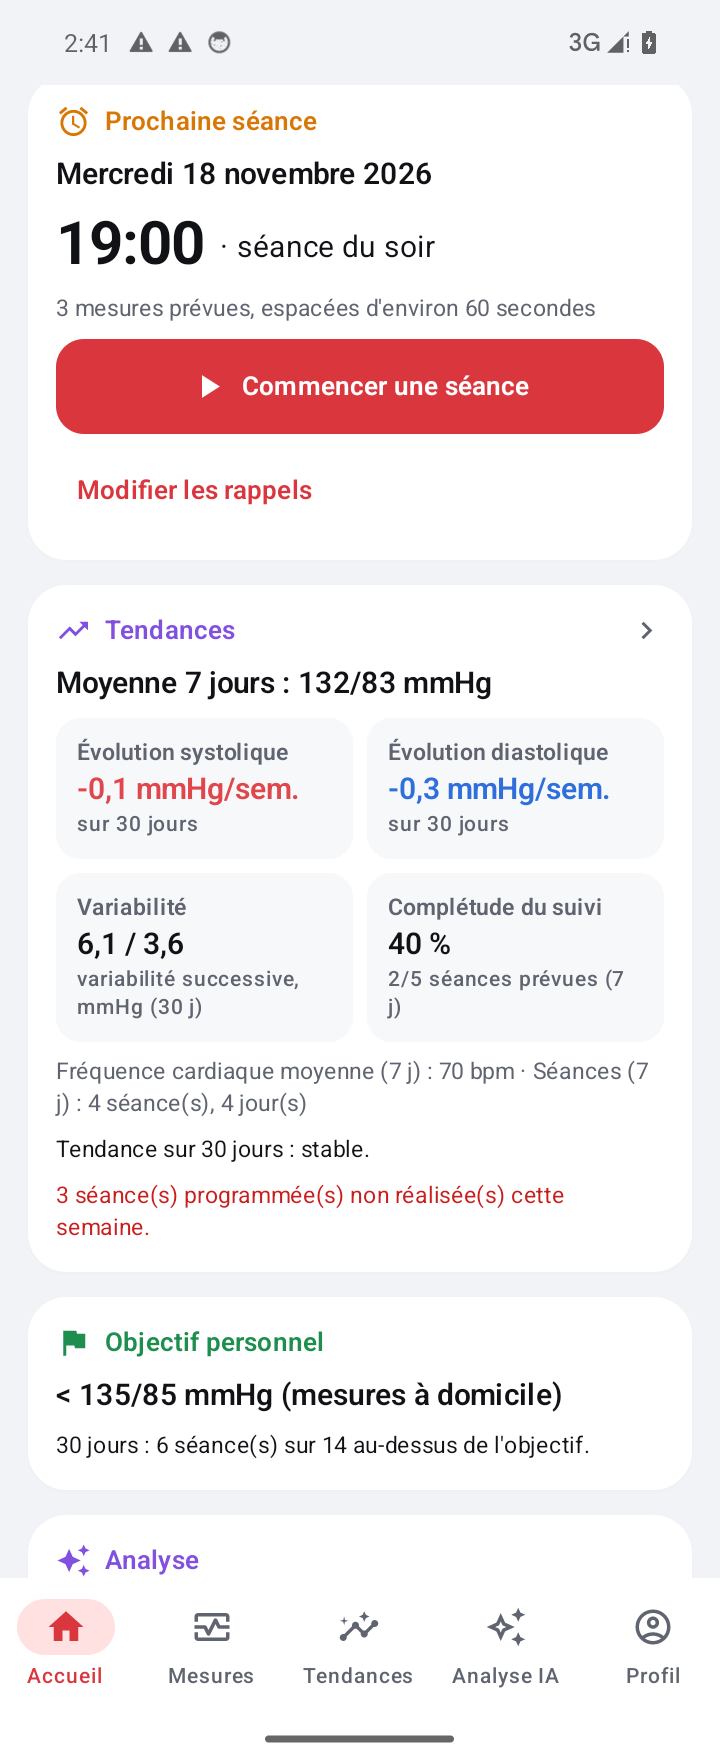 2:41
3G
Prochaine séance
Mercredi 18 novembre 2026
19:00 · séance du soir
3 mesures prévues, espacées d'environ 60 secondes
Commencer une séance
Modifier les rappels
Tendances
Moyenne 7 jours : 132/83 mmHg
Évolution systolique
-0,1 mmHg/sem.
sur 30 jours
Évolution diastolique
-0,3 mmHg/sem.
sur 30 jours
Variabilité
6,1 / 3,6
variabilité successive,
mmHg (30 j)
Complétude du suivi
40 %
2/5 séances prévues (7
j)
Fréquence cardiaque moyenne (7 j) : 70 bpm · Séances (7
j) : 4 séance(s), 4 jour(s)
Tendance sur 30 jours : stable.
3 séance(s) programmée(s) non réalisée(s) cette
semaine.
Objectif personnel
< 135/85 mmHg (mesures à domicile)
30 jours : 6 séance(s) sur 14 au-dessus de l'objectif.
Analyse
Accueil
Mesures
Tendances
Analyse IA
Profil